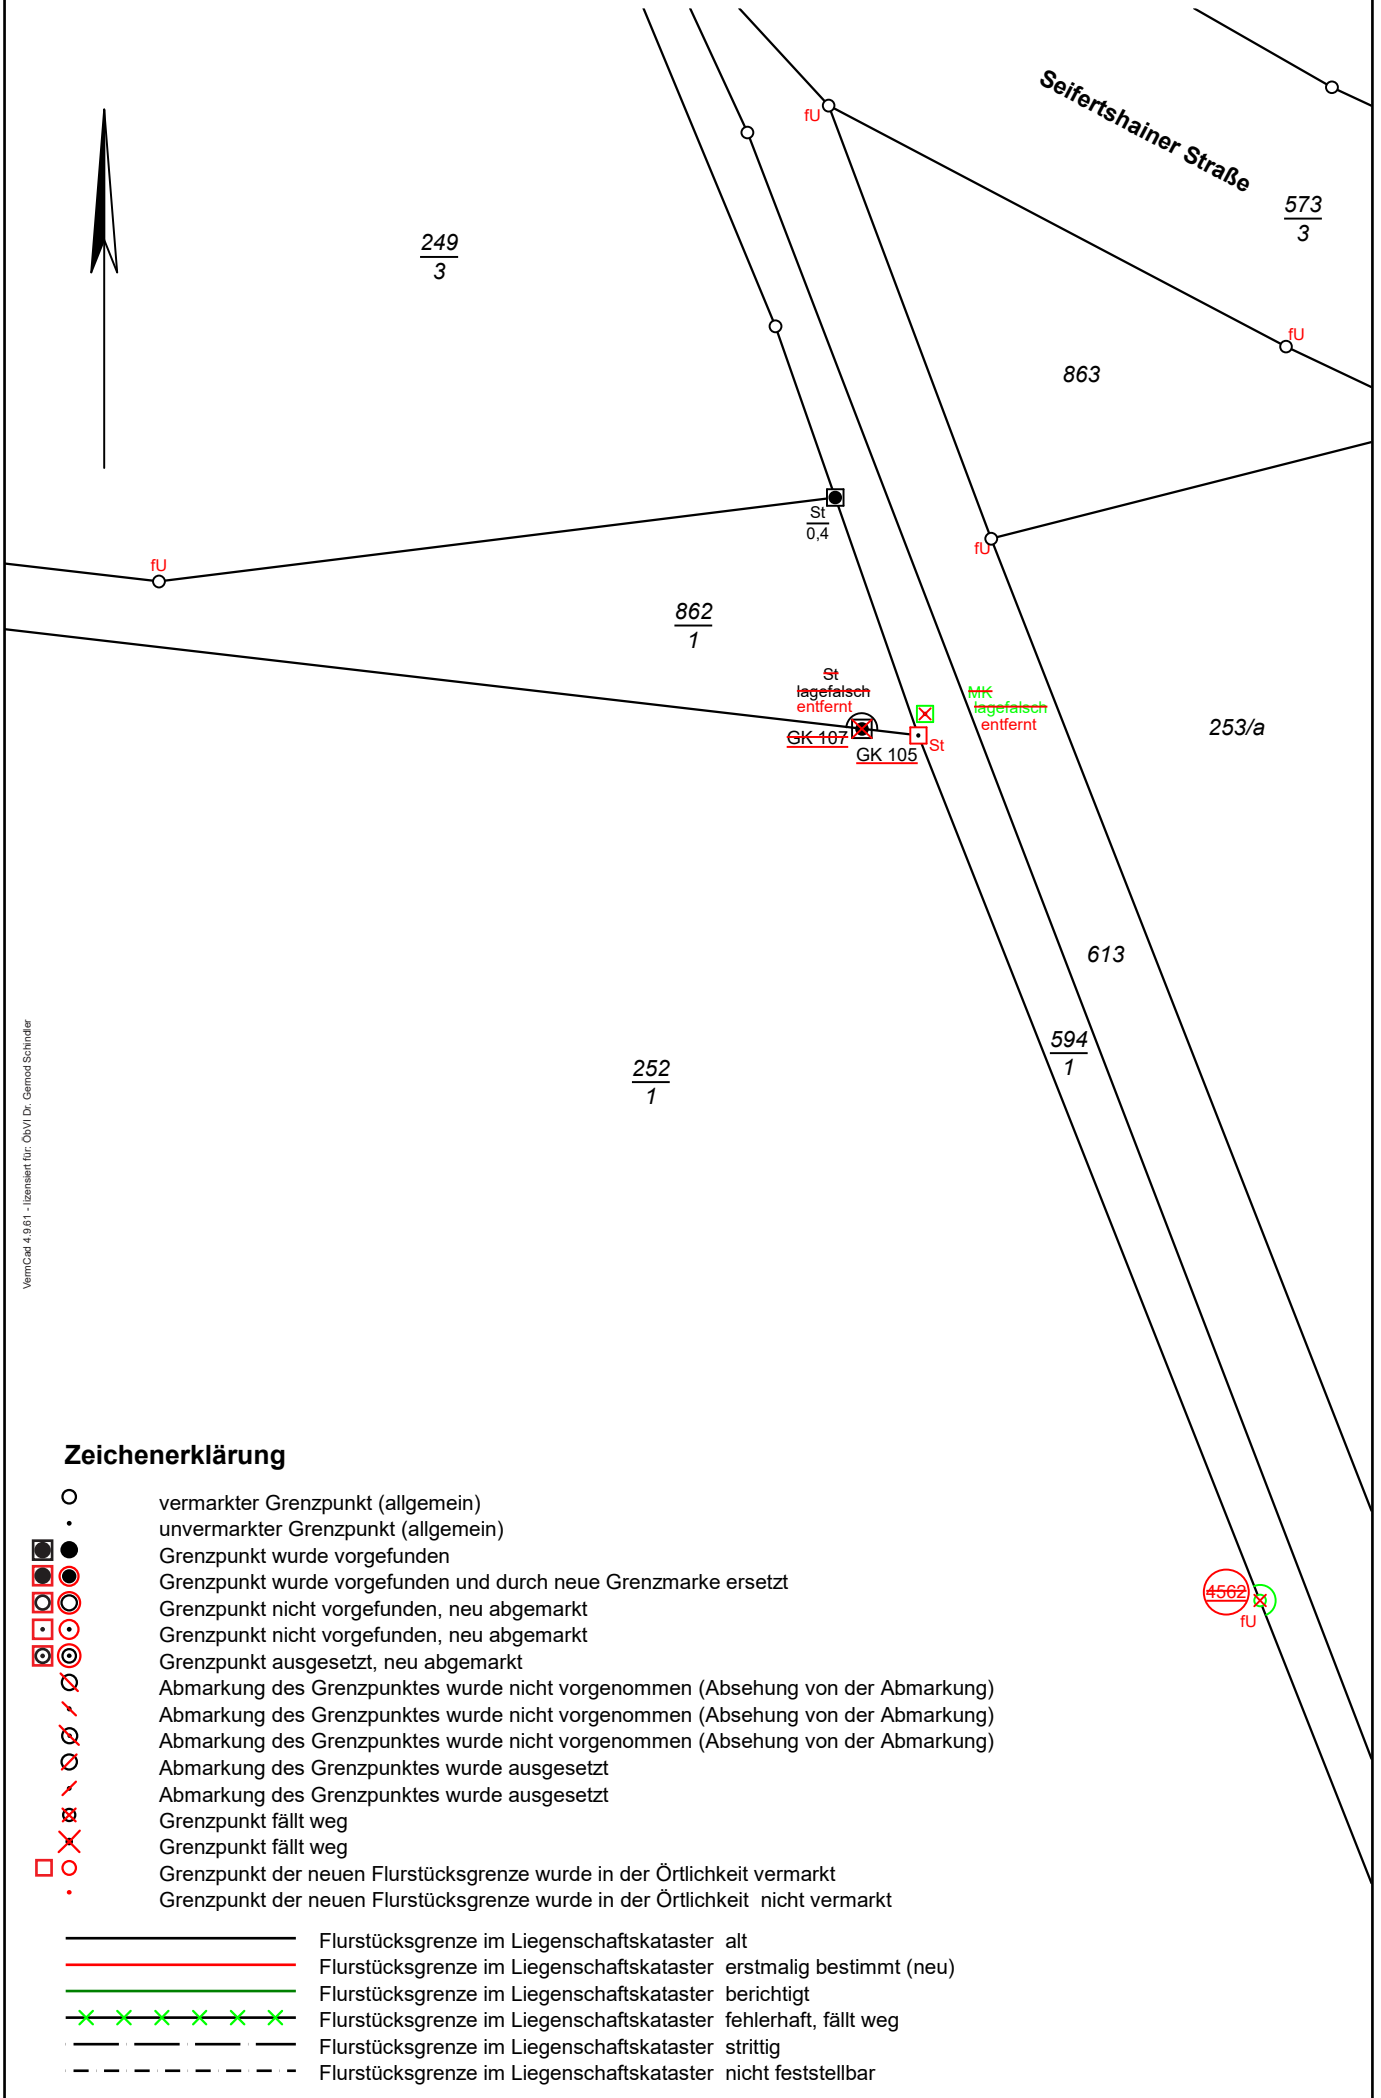 Seifertshainer Straße
fU
573
3
249
3
fU
863
St
0,4
fU
fU
862
1
St
lagefalsch
entfernt
MK
lagefalsch
entfernt
253/a
GK 107
St
GK 105
613
594
1
252
1
VermCad 4.9.61 - lizensiert für: ÖbVI Dr. Gernod Schindler
4562
fU
Zeichenerklärung
vermarkter Grenzpunkt (allgemein)
unvermarkter Grenzpunkt (allgemein)
Grenzpunkt wurde vorgefunden
Grenzpunkt wurde vorgefunden und durch neue Grenzmarke ersetzt
Grenzpunkt nicht vorgefunden, neu abgemarkt
Grenzpunkt nicht vorgefunden, neu abgemarkt
Grenzpunkt ausgesetzt, neu abgemarkt
Abmarkung des Grenzpunktes wurde nicht vorgenommen (Absehung von der Abmarkung)
Abmarkung des Grenzpunktes wurde nicht vorgenommen (Absehung von der Abmarkung)
Abmarkung des Grenzpunktes wurde nicht vorgenommen (Absehung von der Abmarkung)
Abmarkung des Grenzpunktes wurde ausgesetzt
Abmarkung des Grenzpunktes wurde ausgesetzt
Grenzpunkt fällt weg
Grenzpunkt fällt weg
Grenzpunkt der neuen Flurstücksgrenze wurde in der Örtlichkeit vermarkt
Grenzpunkt der neuen Flurstücksgrenze wurde in der Örtlichkeit nicht vermarkt
Flurstücksgrenze im Liegenschaftskataster alt
Flurstücksgrenze im Liegenschaftskataster erstmalig bestimmt (neu)
Flurstücksgrenze im Liegenschaftskataster berichtigt
Flurstücksgrenze im Liegenschaftskataster fehlerhaft, fällt weg
Flurstücksgrenze im Liegenschaftskataster strittig
Flurstücksgrenze im Liegenschaftskataster nicht feststellbar